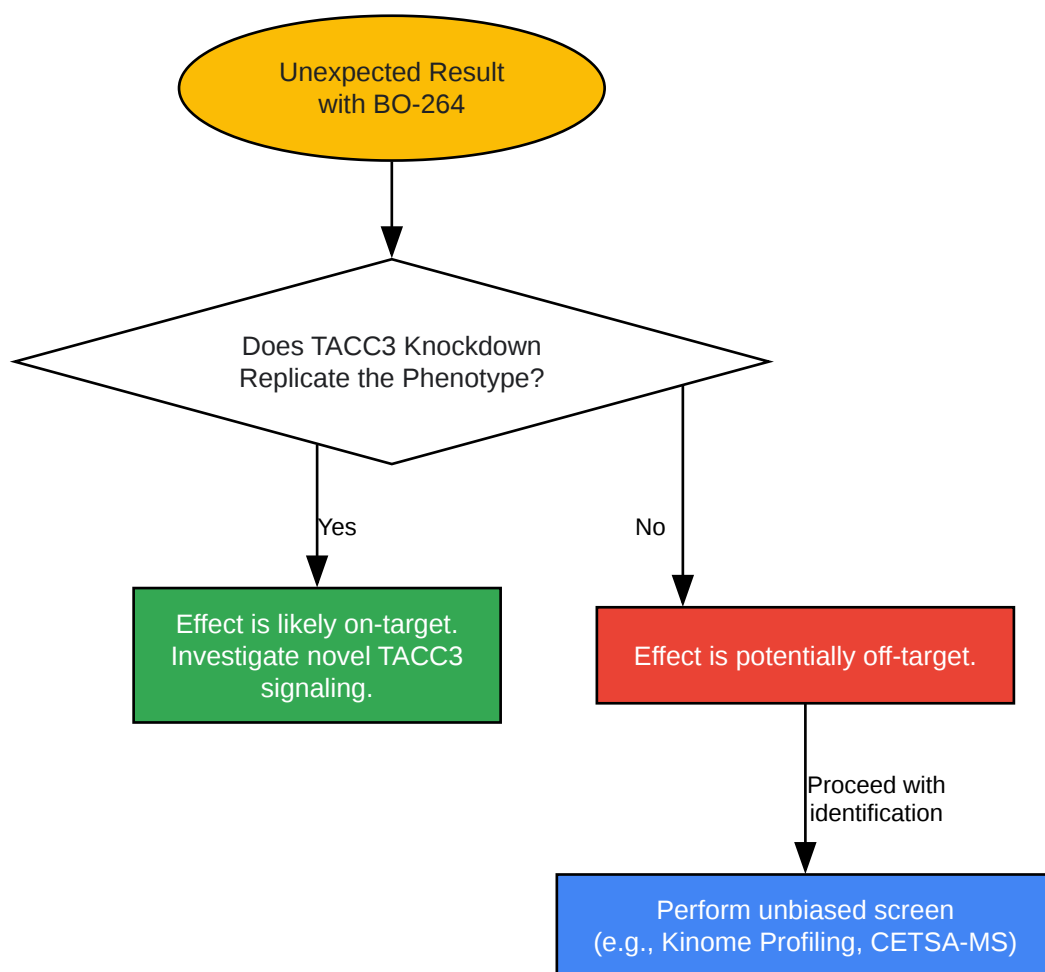 Unexpected Result
with BO-264
Does TACC3 Knockdown
Replicate the Phenotype?
Yes
No
Effect is likely on-target.
Investigate novel TACC3
signaling.
Effect is potentially off-target.
Proceed with
identification
Perform unbiased screen
(e.g., Kinome Profiling, CETSA-MS)